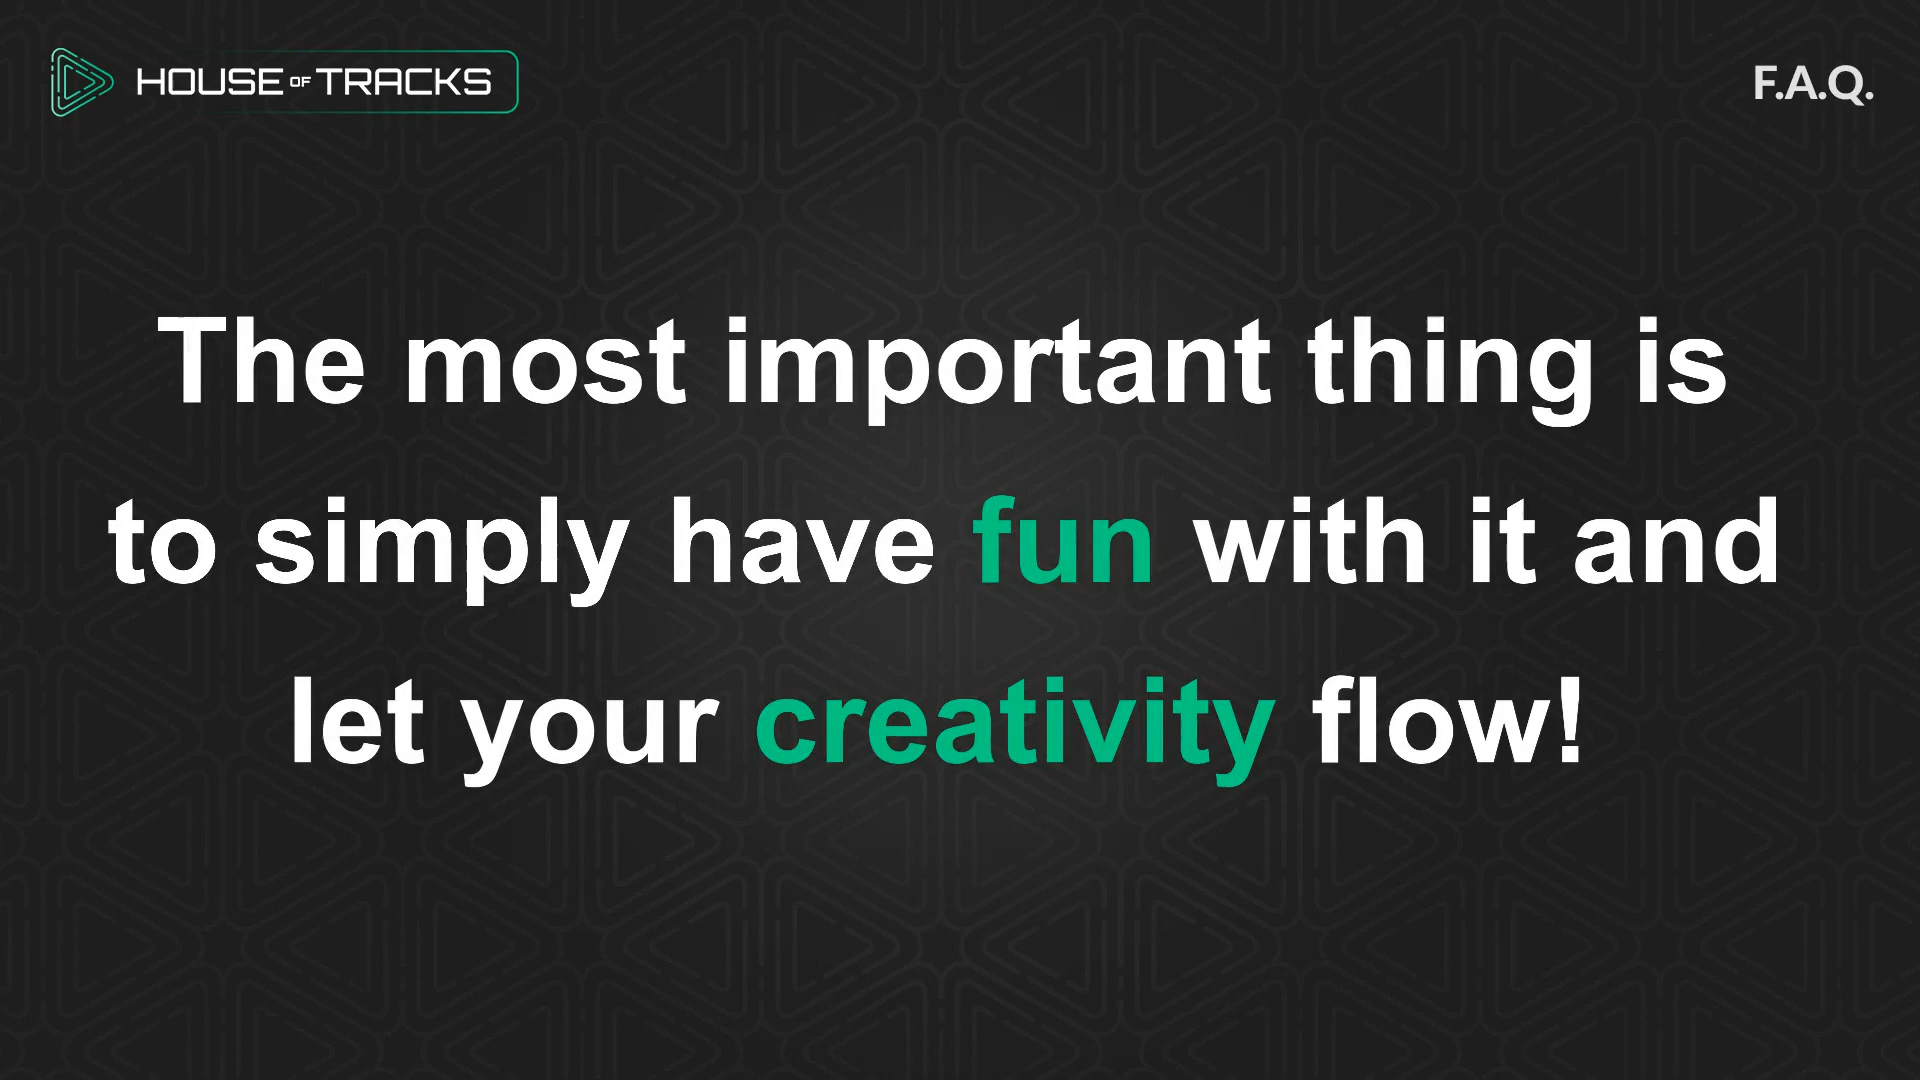 HOUSE OF TRACKS
F.A.Q.
The most important thing is
to simply have fun with it and
let your creativity flow!